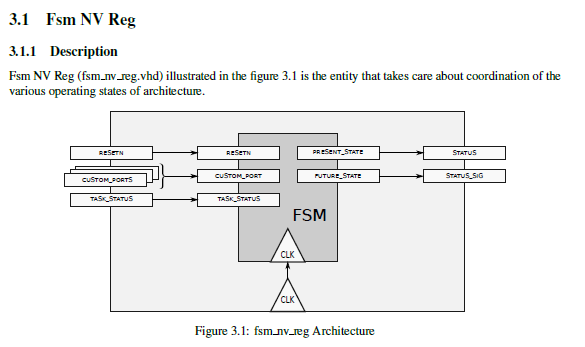 3.1 Fsm NV Reg
3.1.1 Description
Fsm NV Reg (fsm_nv_reg.vhd) illustrated in the figure 3.1 is the entity that takes care about coordination of the
various operating states of architecture.
RESETN RESETN PRESENT_STATE STATUS
CUSTOM_PORTS CUSTOM_PORT FUTURE_STATE STATUS_SIG
TASK_STATUS TASK_STATUS
FSM
CLK
CLK
Figure 3.1: fsm_nv_reg Architecture